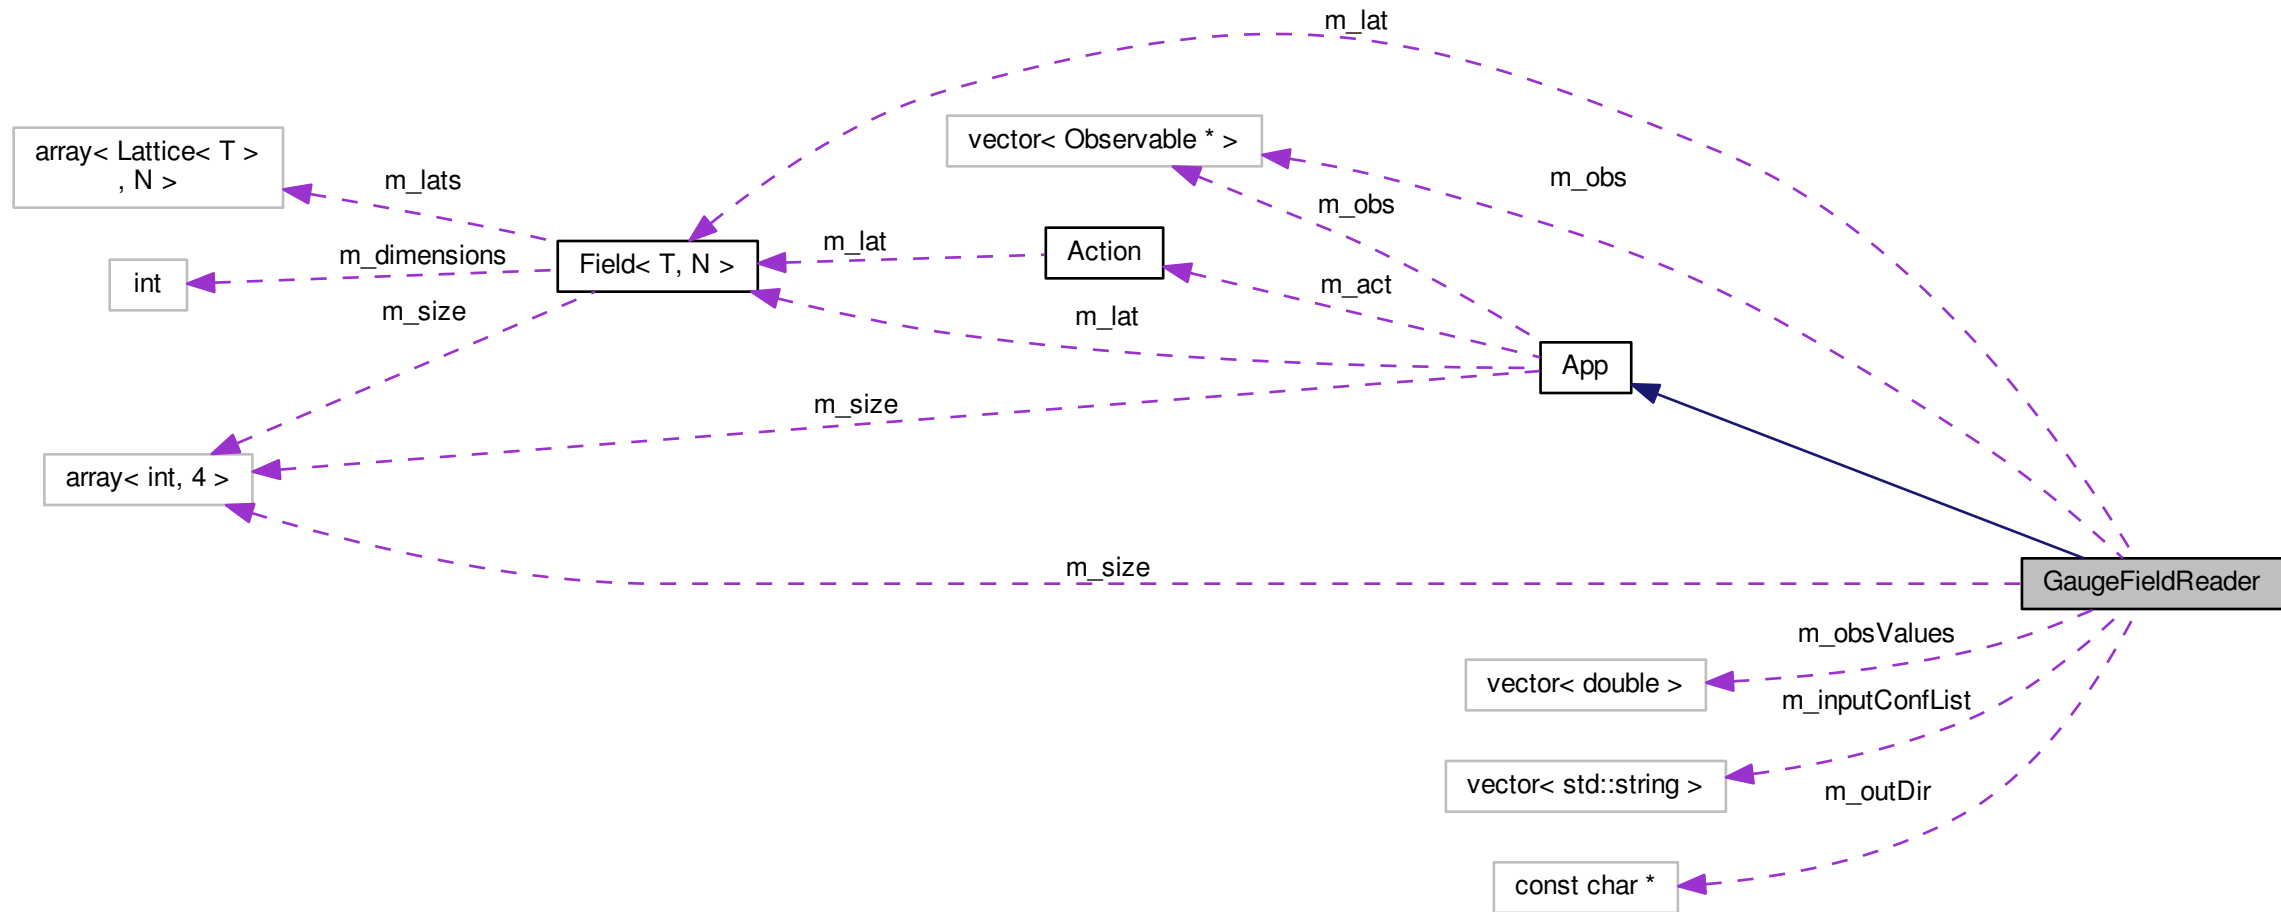 m_lat
array< Lattice< T >
, N >
vector< Observable * >
m_lats
m_obs
m_obs
m_lat
Action
m_dimensions
Field< T, N >
int
m_act
m_size
m_lat
App
m_size
array< int, 4 >
m_size
GaugeFieldReader
m_obsValues
vector< double >
m_inputConfList
vector< std::string >
m_outDir
const char *